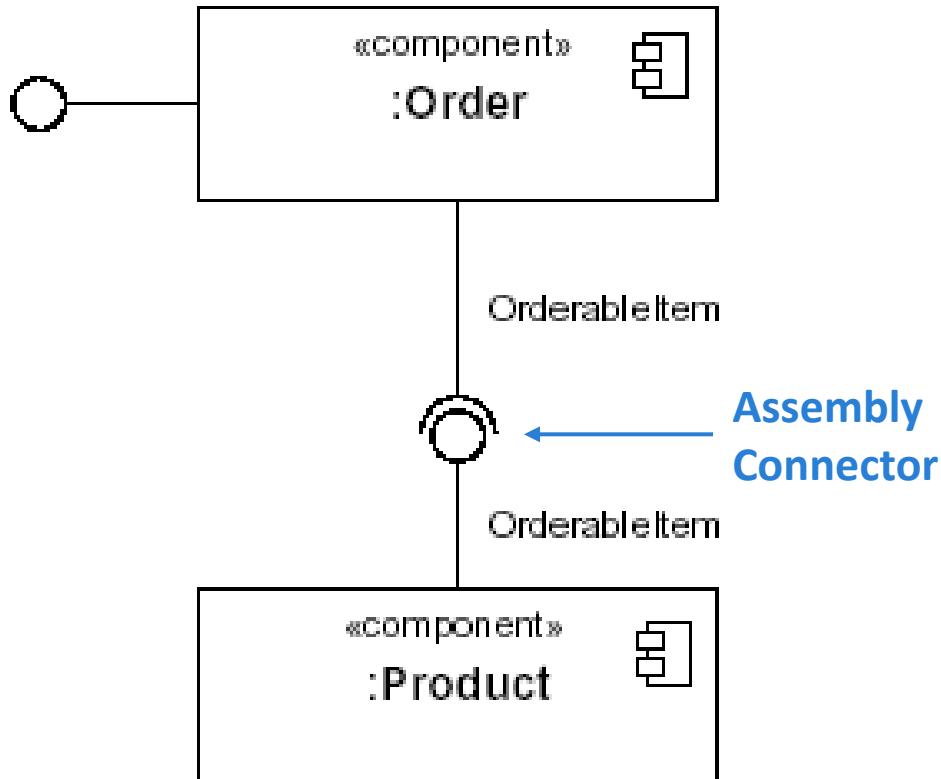 «component»
:Order
OrderableItem
Assembly
Connector
OrderableItem
«component»
:Product